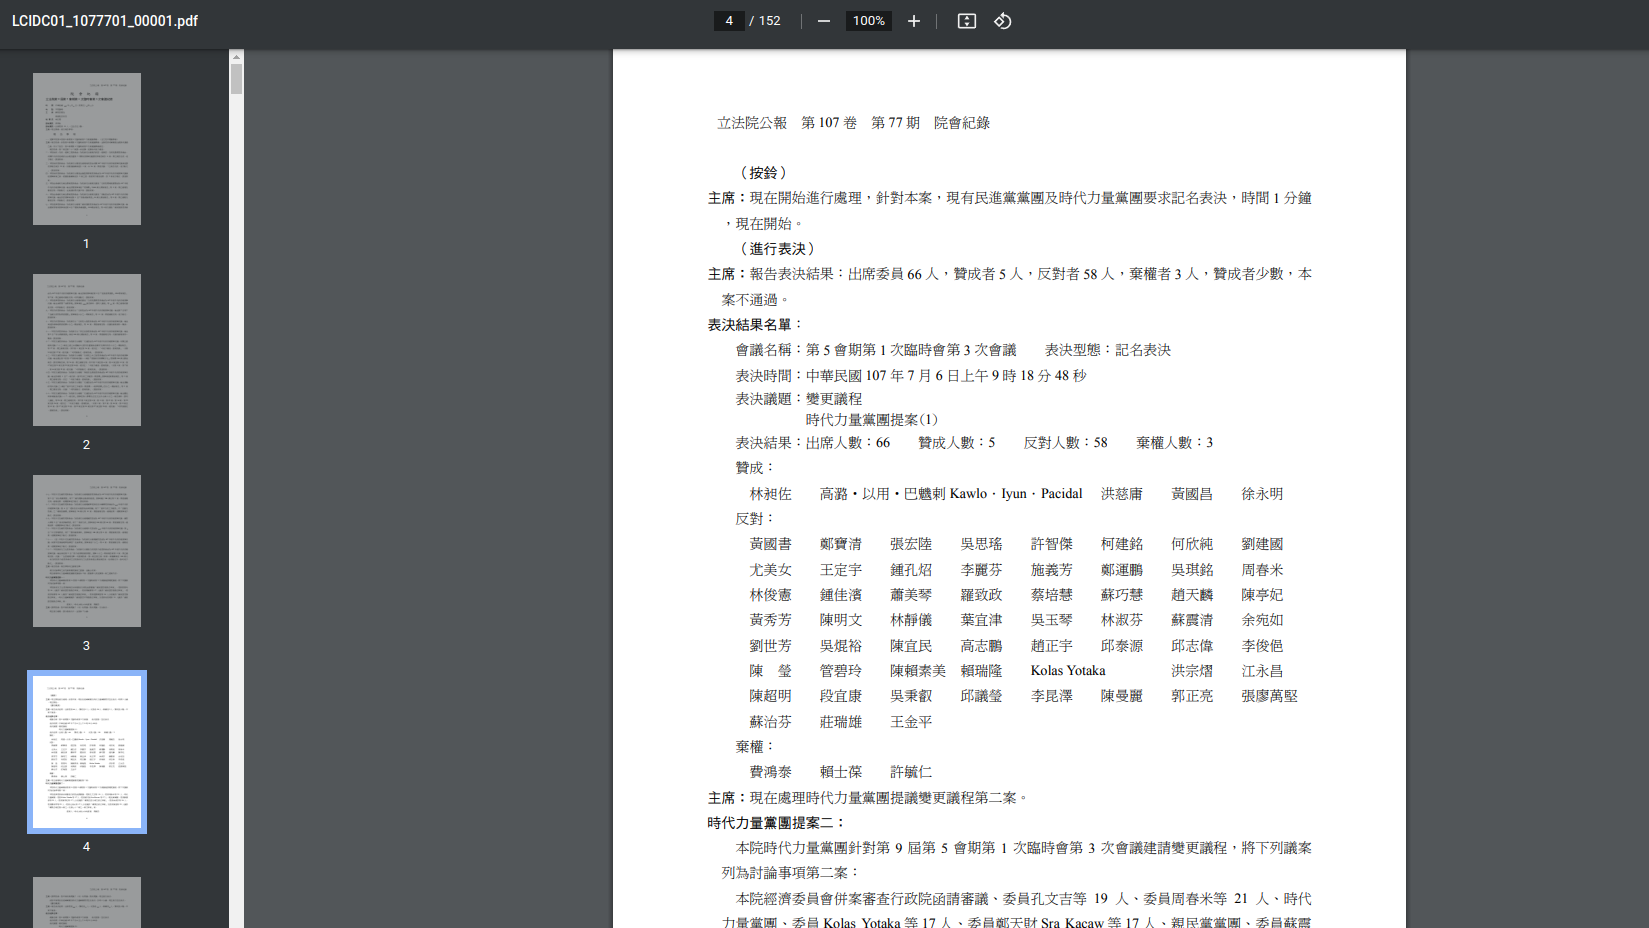 LCIDC01_1077701_00001.pdf
4 / 152
100%
1
2
3
4
立法院公報 第 107 卷 第 77 期 院會紀錄
（按鈴）
主席：現在開始進行處理，針對本案，現有民進黨黨團及時代力量黨團要求記名表決，時間 1 分鐘
，現在開始。
（進行表決）
主席：報告表決結果：出席委員 66 人，贊成者 5 人，反對者 58 人，棄權者 3 人，贊成者少數，本
案不通過。
表決結果名單：
會議名稱：第 5 會期第 1 次臨時會第 3 次會議 表決型態：記名表決
表決時間：中華民國 107 年 7 月 6 日上午 9 時 18 分 48 秒
表決議題：變更議程
時代力量黨團提案(1)
表決結果：出席人數：66 贊成人數：5 反對人數：58 棄權人數：3
贊成：
林昶佐 高潞・以用・巴魕剌 Kawlo・Iyun・Pacidal 洪慈庸 黃國昌 徐永明
反對：
黃國書 鄭寶清 張宏陸 吳思瑤 許智傑 柯建銘 何欣純 劉建國
尤美女 王定宇 鍾孔炤 李麗芬 施義芳 鄭運鵬 吳琪銘 周春米
林俊憲 鍾佳濱 蕭美琴 羅致政 蔡培慧 蘇巧慧 趙天麟 陳亭妃
黃秀芳 陳明文 林靜儀 葉宜津 吳玉琴 林淑芬 蘇震清 余宛如
劉世芳 吳焜裕 陳宜民 高志鵬 趙正宇 邱泰源 邱志偉 李俊俋
陳 瑩 管碧玲 陳賴素美 賴瑞隆 Kolas Yotaka 洪宗熠 江永昌
陳超明 段宜康 吳秉叡 邱議瑩 李昆澤 陳曼麗 郭正亮 張廖萬堅
蘇治芬 莊瑞雄 王金平
棄權：
費鴻泰 賴士葆 許毓仁
主席：現在處理時代力量黨團提議變更議程第二案。
時代力量黨團提案二：
本院時代力量黨團針對第 9 屆第 5 會期第 1 次臨時會第 3 次會議建請變更議程，將下列議案
列為討論事項第二案：
本院經濟委員會併案審查行政院函請審議、委員孔文吉等 19 人、委員周春米等 21 人、時代
力量黨團、委員 Kolas Yotaka 等 17 人、委員鄭天財 Sra Kacaw 等 17 人、親民黨黨團、委員蘇震